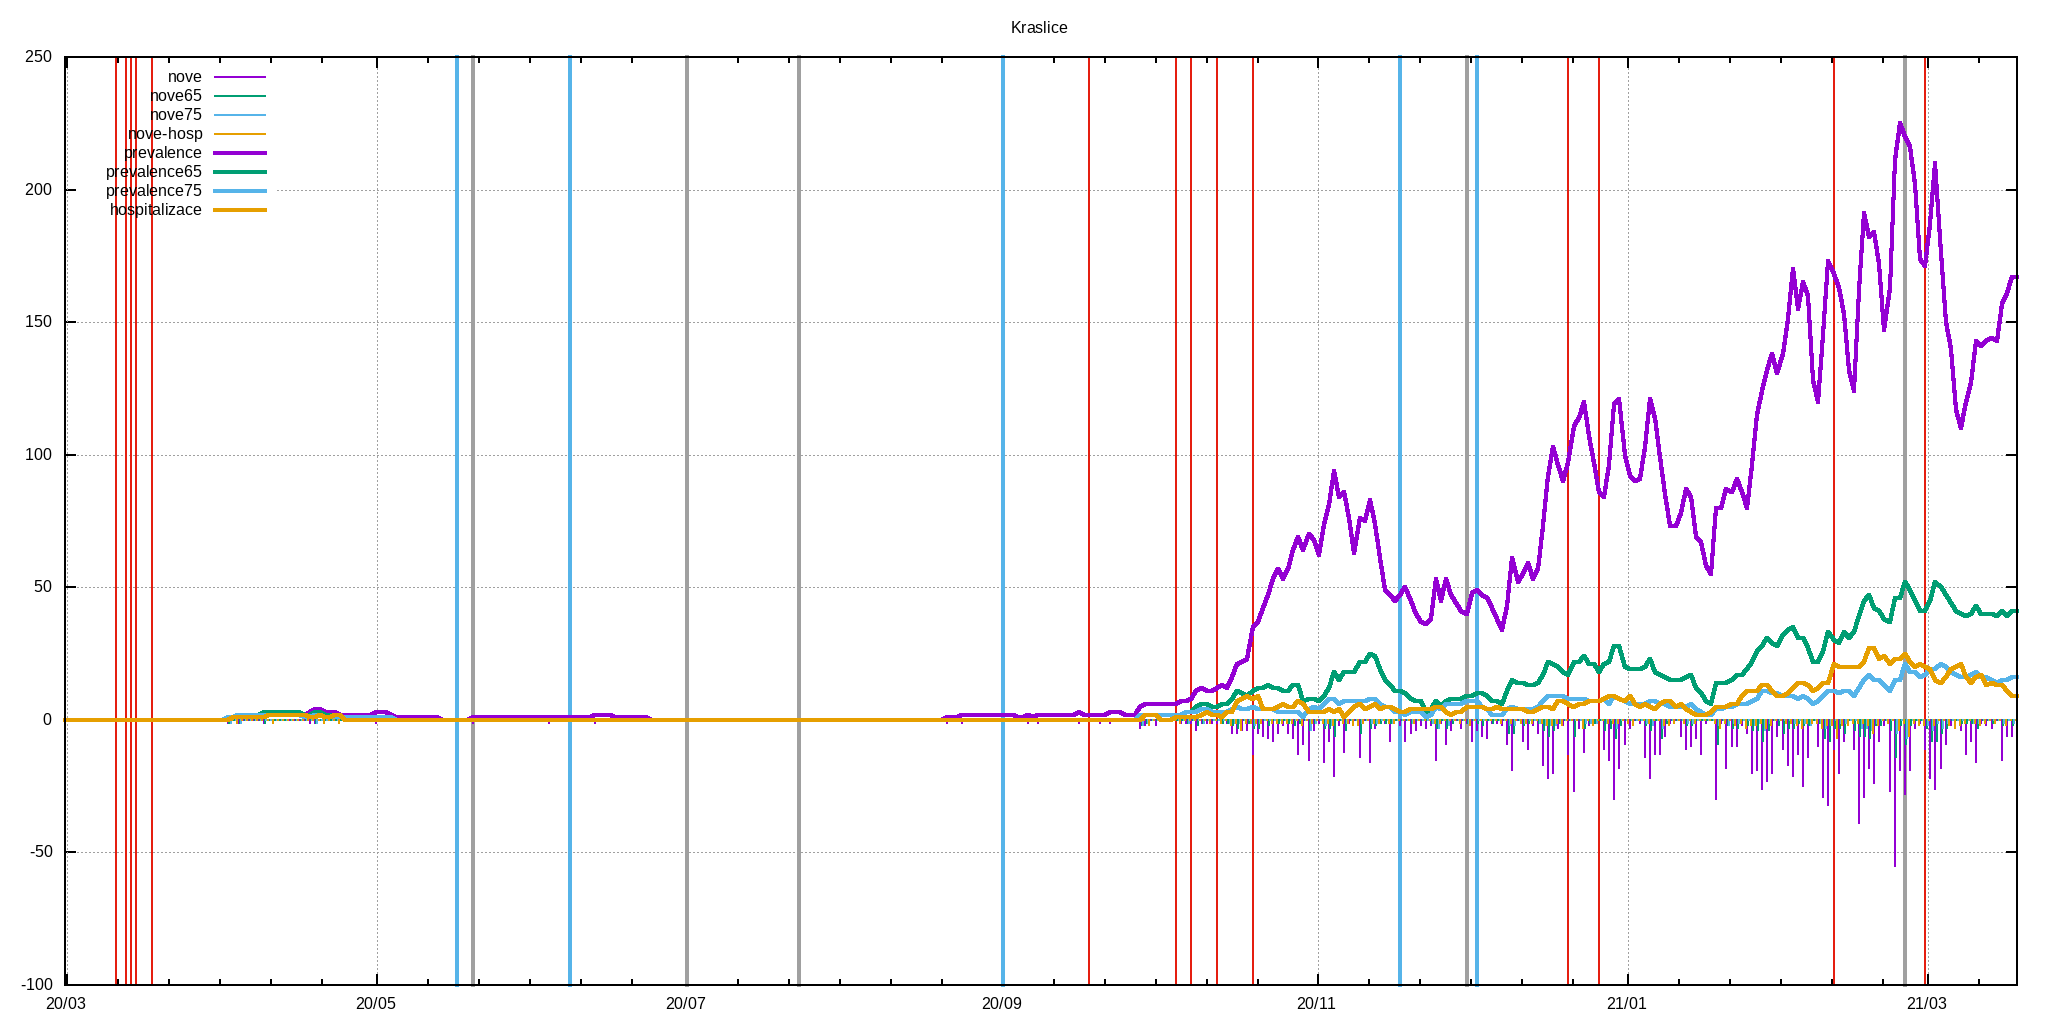 Kraslice
250
nove
nove65
nove75
nove-hosp
prevalence
prevalence65
prevalence75
hospitalizace
200
150
100
50
0
-50
-100
20/03 20/05 20/07 20/09 20/11 21/01 21/03